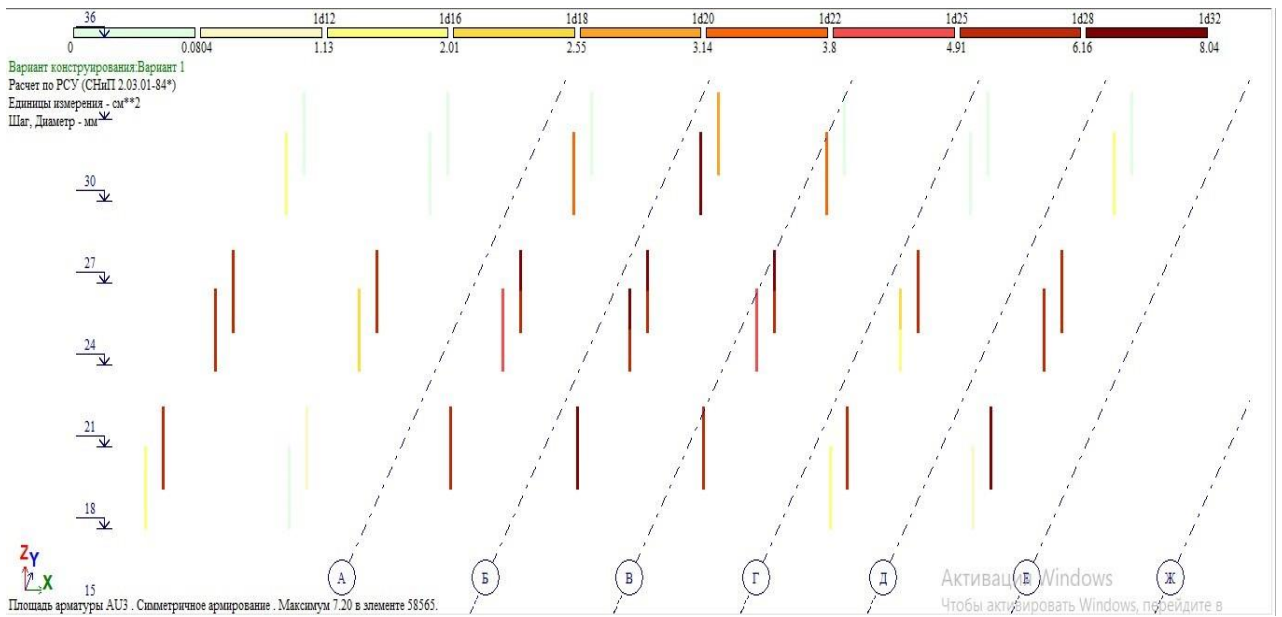 36 1d12 1d16 1d18 1d20 1d22 1d25 1d28 1d32
0 0.0804 1.13 2.01 2.55 3.14 3.8 4.91 6.16 8.04
Вариант конструирования:Вариант 1
Расчет по РСУ (СНиП 2.03.01-84*)
Единицы измерения - см**2
Шаг, Диаметр - мм
30
27
24
21
18
Z Y X
15
А Б В Г Д Е Ж
Активация Windows
Площадь арматуры AU3 . Симметричное армирование . Максимум 7.20 в элементе 58565.
Чтобы активировать Windows, перейдите в